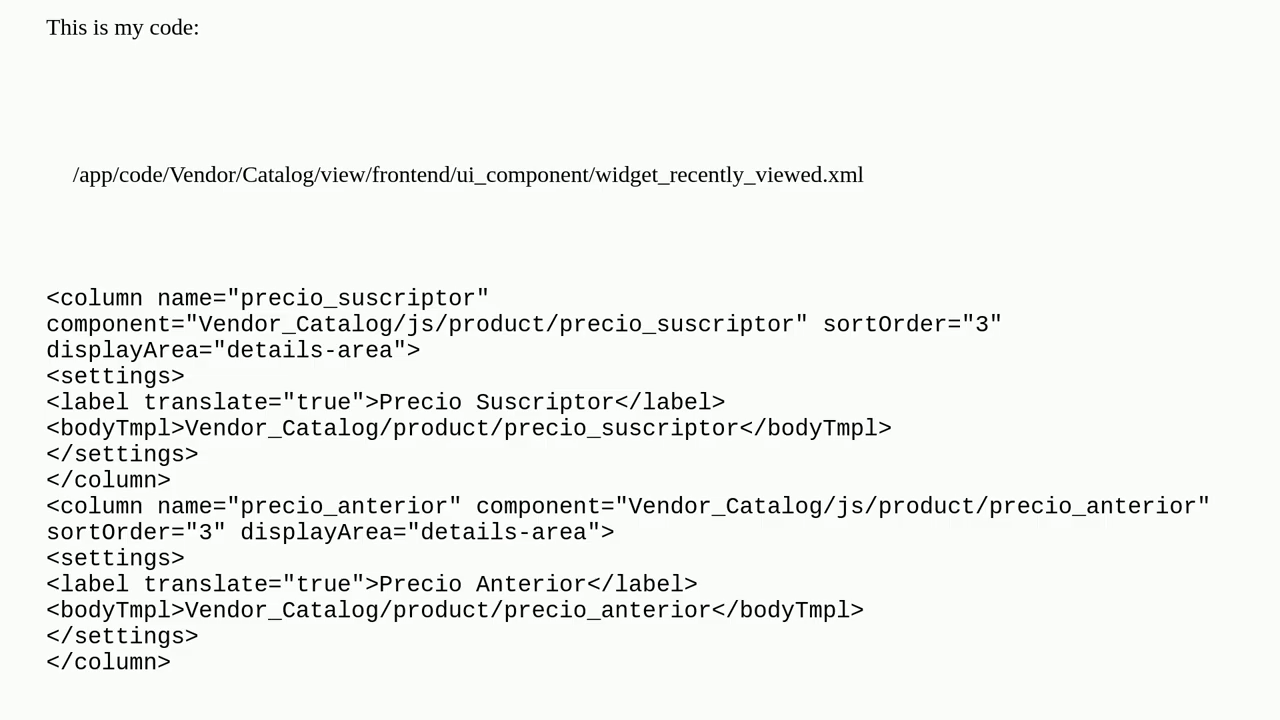 This is my code:
/app/code/Vendor/Catalog/view/frontend/ui_component/widget_recently_viewed.xml
<column name="precio_suscriptor"
component="Vendor_Catalog/js/product/precio_suscriptor" sortOrder="3"
displayArea="details-area">
<settings>
<label translate="true">Precio Suscriptor</label>
<bodyTmpl>Vendor_Catalog/product/precio_suscriptor</bodyTmpl>
</settings>
</column>
<column name="precio_anterior" component="Vendor_Catalog/js/product/precio_anterior"
sortOrder="3" displayArea="details-area">
<settings>
<label translate="true">Precio Anterior</label>
<bodyTmpl>Vendor_Catalog/product/precio_anterior</bodyTmpl>
</settings>
</column>